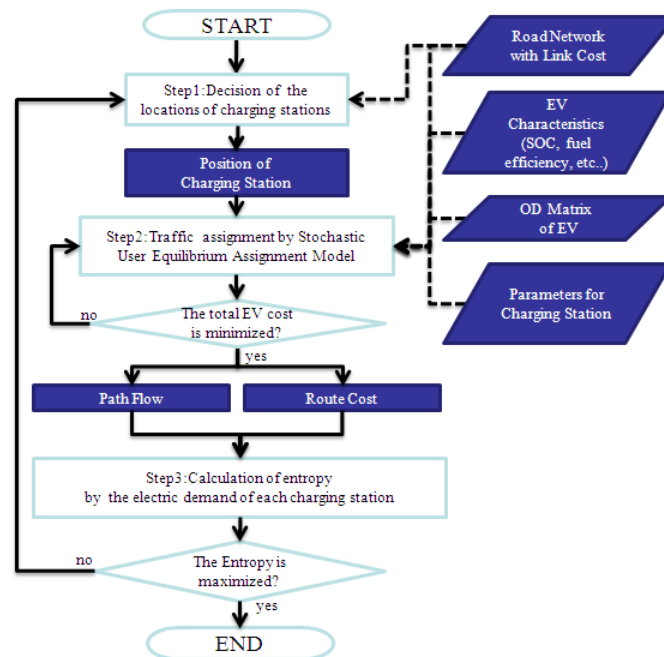 START
Step1:Decision of the
locations of charging stations
Position of
Charging Station
Step2:Traffic assignment by Stochastic
User Equilibrium Assignment Model
no
The total EV cost
is minimized?
yes
Path Flow
Route Cost
Step3:Calculation of entropy
by the electric demand of each charging station
no
The Entropy is
maximized?
yes
END
Road Network
with Link Cost
EV
Characteristics
(SOC, fuel
efficiency, etc..)
OD Matrix
of EV
Parameters for
Charging Station